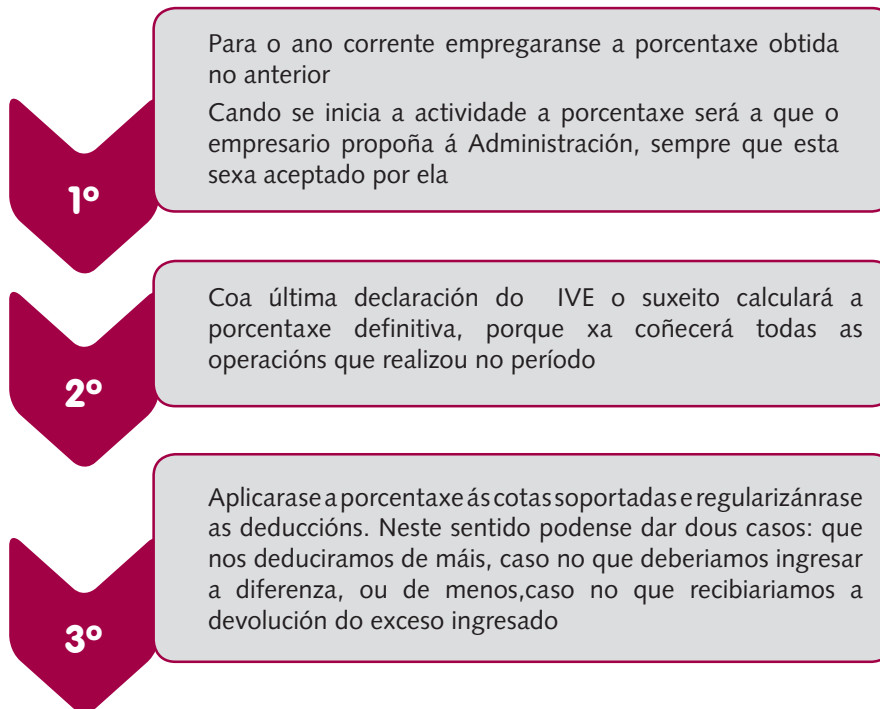 Para o ano corrente empregaranse a porcentaxe obtida
no anterior
Cando se inicia a actividade a porcentaxe será a que o
empresario propoña á Administración, sempre que esta
sexa aceptado por ela
1º
Coa última declaración do IVE o suxeito calculará a
porcentaxe definitiva, porque xa coñecerá todas as
operacións que realizou no período
2º
Aplicarase a porcentaxe ás cotas soportadas e regularizánrase
as deduccións. Neste sentido podense dar dous casos: que
nos deduciramos de máis, caso no que deberiamos ingresar
a diferenza, ou de menos,caso no que recibiariamos a
devolución do exceso ingresado
3º